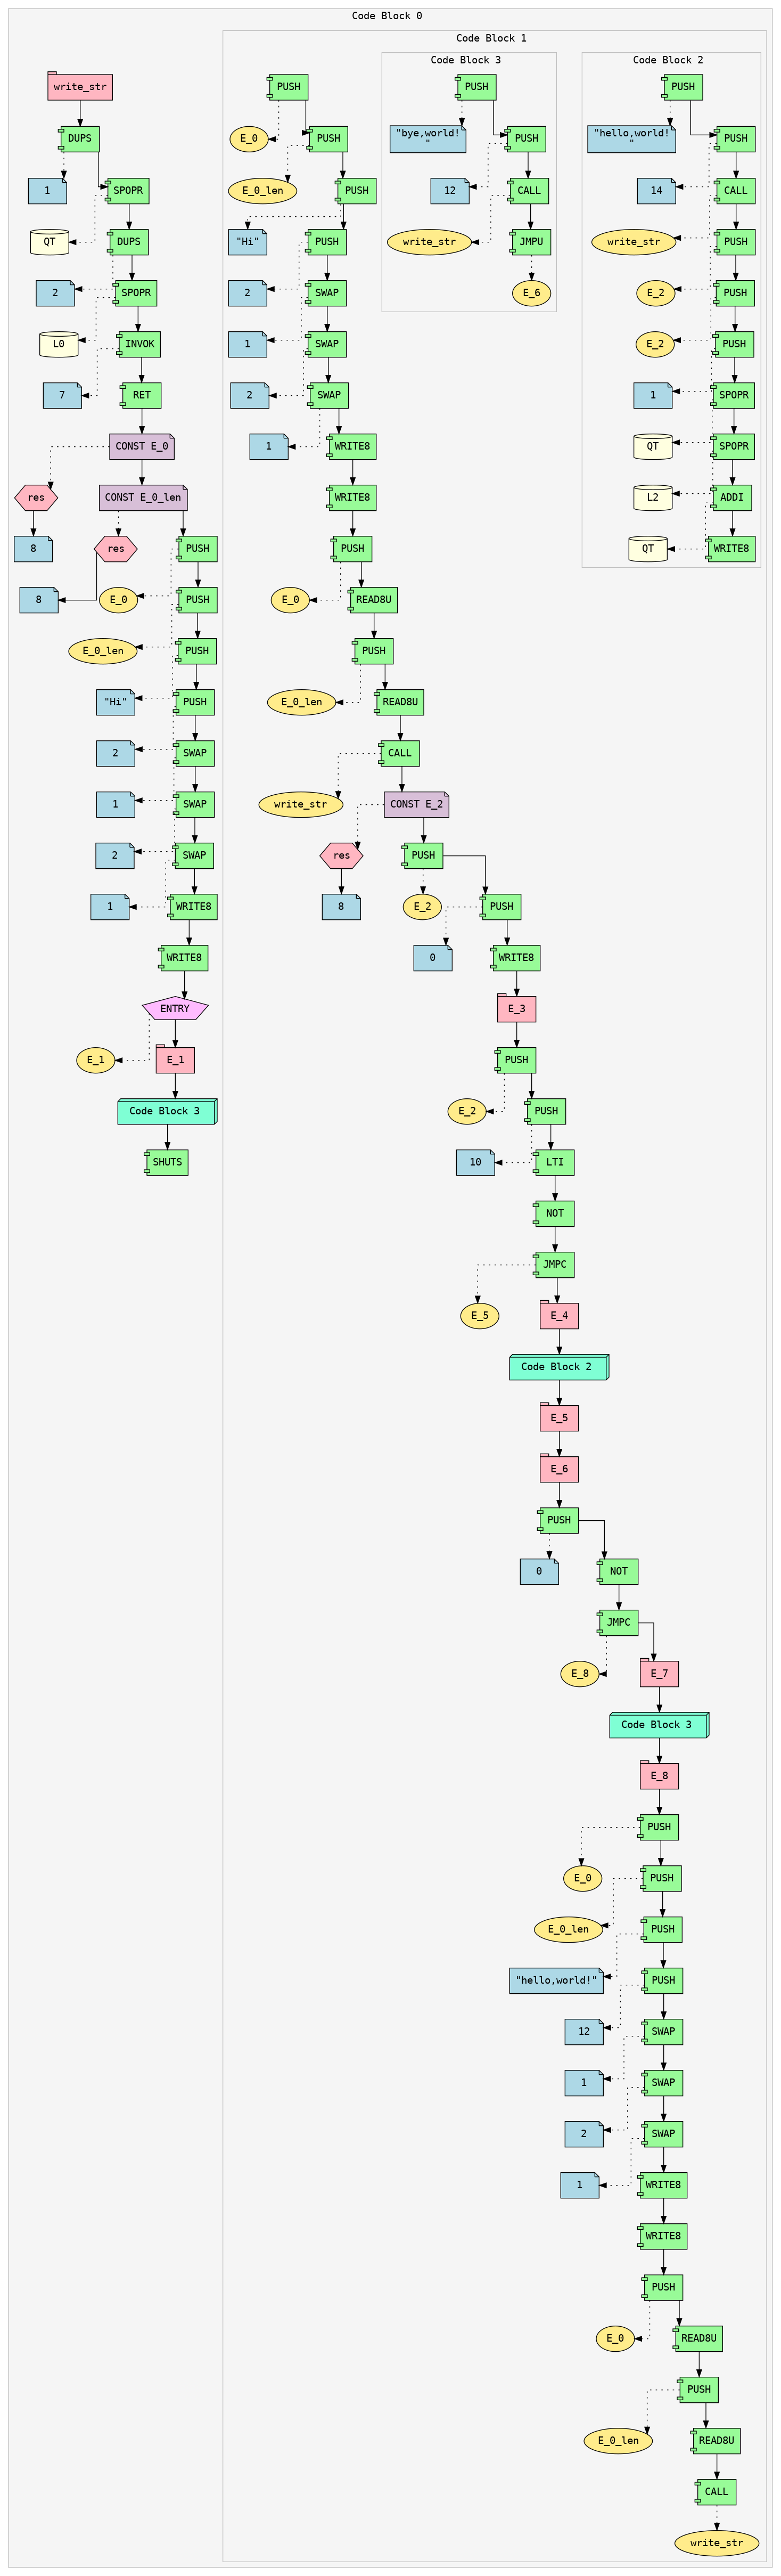 Code Block 0
write_str
DUPS
1
SPOPR
QT
DUPS
2
SPOPR
L0
INVOK
7
RET
CONST E_0
res
CONST E_0_len
8
res
PUSH
8
E_0
PUSH
E_0_len
PUSH
"Hi"
PUSH
2
SWAP
1
SWAP
2
SWAP
1
WRITE8
WRITE8
ENTRY
E_1
E_1
Code Block 3
SHUTS
Code Block 1
PUSH
E_0
PUSH
E_0_len
PUSH
"Hi"
PUSH
2
SWAP
1
SWAP
2
SWAP
1
WRITE8
WRITE8
PUSH
E_0
READ8U
PUSH
E_0_len
READ8U
CALL
write_str
CONST E_2
res
PUSH
8
E_2
PUSH
0
WRITE8
E_3
PUSH
E_2
PUSH
10
LTI
NOT
JMPC
E_5
E_4
Code Block 2
E_5
E_6
PUSH
0
NOT
JMPC
E_8
E_7
Code Block 3
E_8
PUSH
E_0
PUSH
E_0_len
PUSH
"hello,world!"
PUSH
12
SWAP
1
SWAP
2
SWAP
1
WRITE8
WRITE8
PUSH
E_0
READ8U
PUSH
E_0_len
READ8U
CALL
write_str
Code Block 3
PUSH
"bye,world!
"
PUSH
12
CALL
write_str
JMPU
E_6
Code Block 2
PUSH
"hello,world!
"
PUSH
14
CALL
write_str
PUSH
E_2
PUSH
E_2
PUSH
1
SPOPR
QT
SPOPR
L2
ADDI
QT
WRITE8